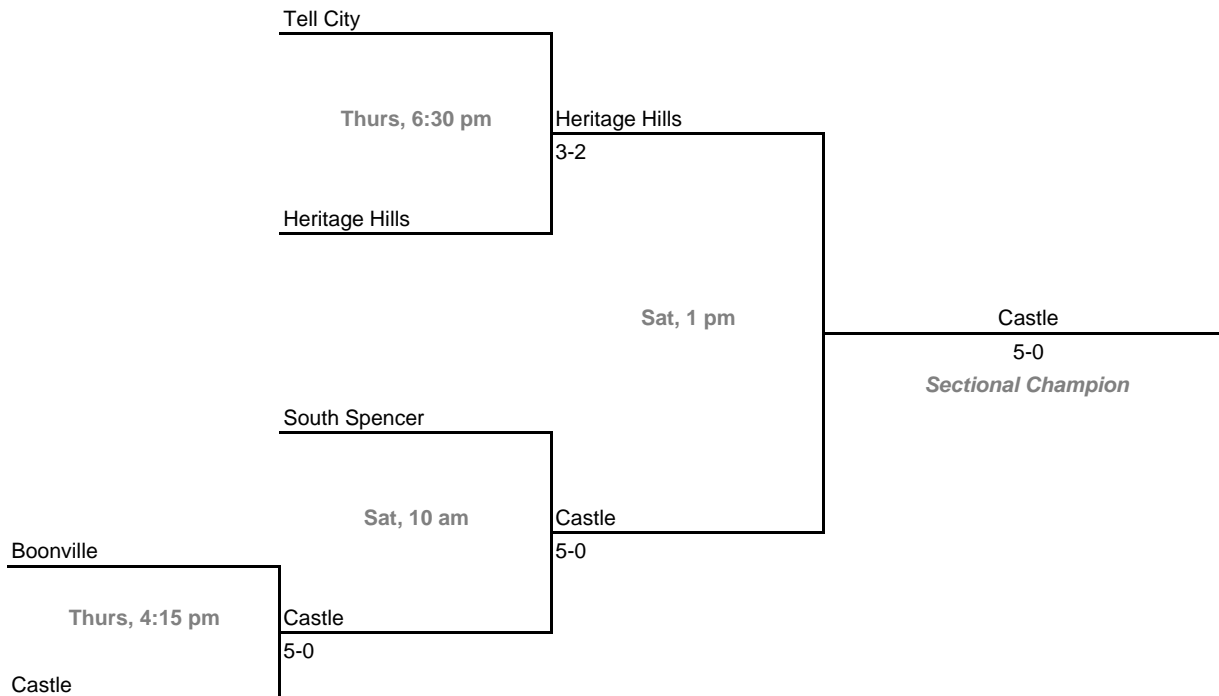 Tell City
Thurs, 6:30 pm
Heritage Hills
3-2
Heritage Hills
Sat, 1 pm
Castle
5-0
Sectional Champion
South Spencer
Sat, 10 am
Castle
5-0
Boonville
Thurs, 4:15 pm
Castle
5-0
Castle